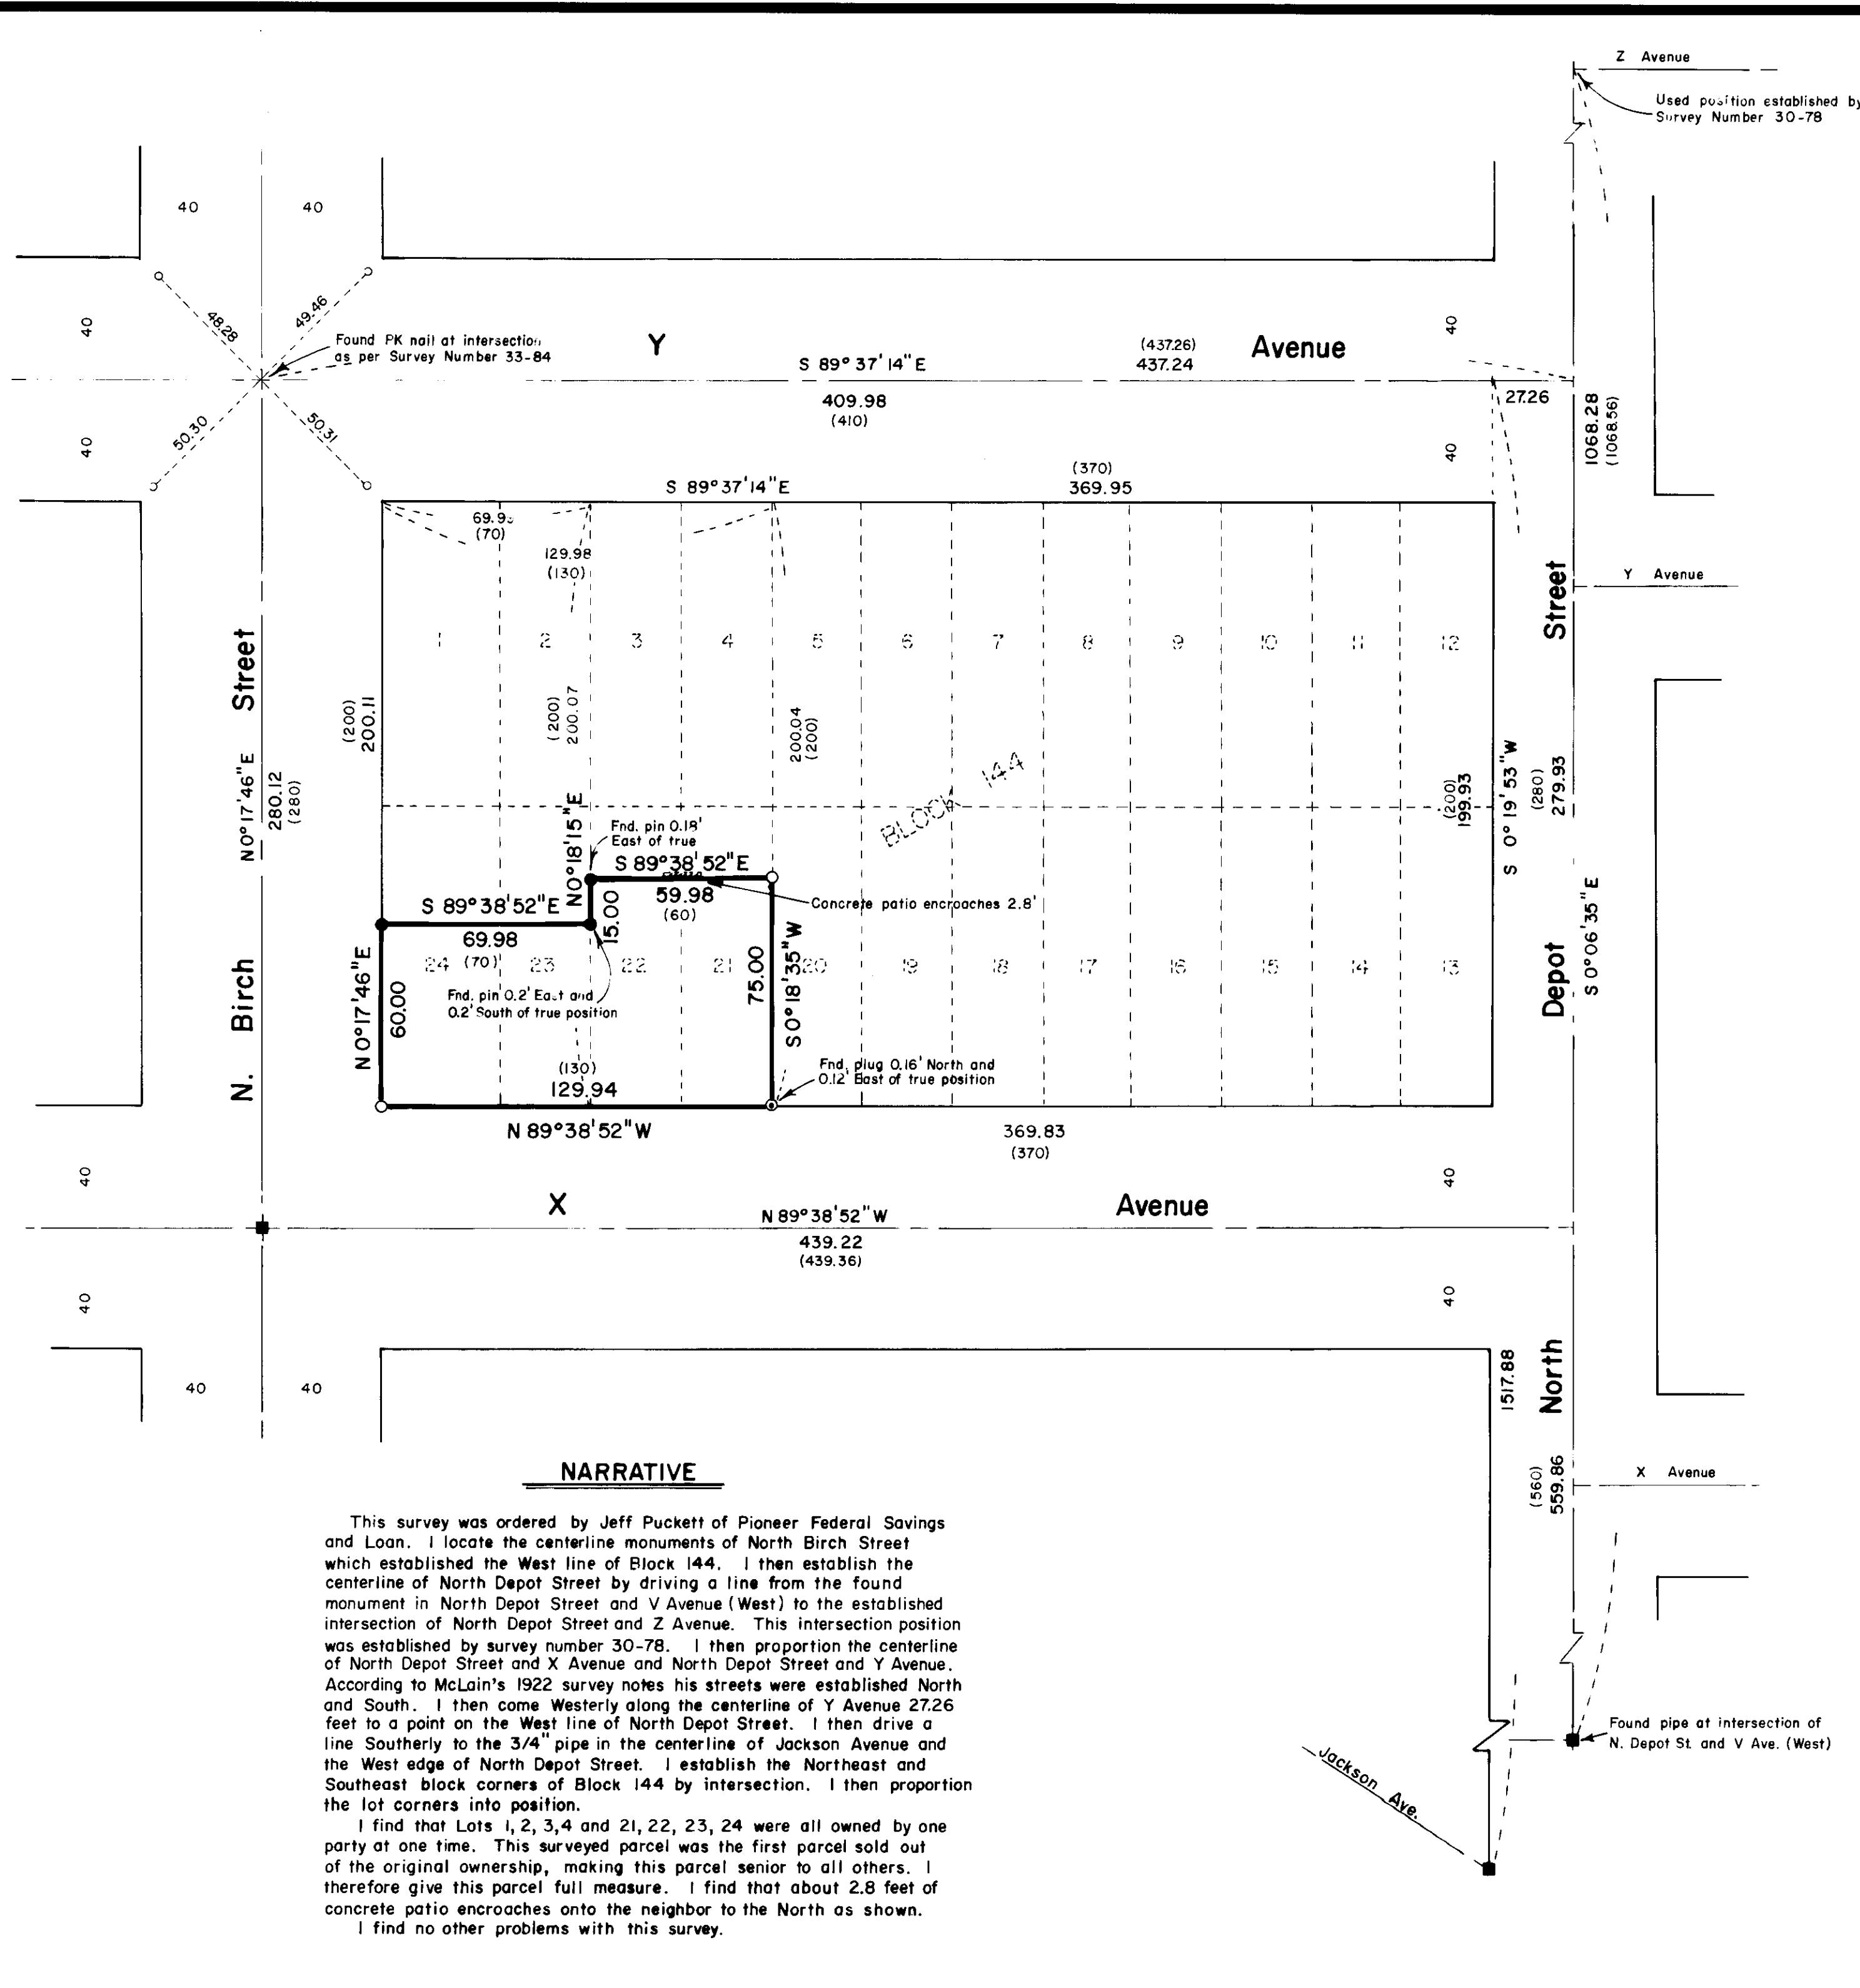 Z Avenue
Used position established by
Survey Number 30-78
40
40
40
48.28
49.46
Found PK nail at intersection
as per Survey Number 33-84
Y
Avenue
S 89°37'14"E
(437.26)
437.24
40
27.26
409.98
(410)
1068.28
(1068.56)
40
50.30
50.31
40
(370)
S 89°37'14"E
369.95
(70)
129.98
(130)
Y Avenue
1
2
3
4
5
6
7
8
9
10
11
12
N. Birch Street
N0°17'46"E
280.12
(280)
(200)
200.11
(200)
200.07
200.04
(200)
BLOCK 144
(200)
199.93
S 0°19'53"W
(280)
279.93
North Depot Street
S 0°06'35"E
N0°18'15"E
Fnd. pin 0.18'
East of true
S 89°38'52"E
59.98
(60)
15.00
Concrete patio encroaches 2.8'
S 89°38'52"E
69.98
(70)
24
23
22
21
20
19
18
17
16
15
14
13
N0°17'46"E
60.00
75.00
S0°18'35"W
Fnd. pin 0.2' East and
0.2' South of true position
(130)
129.94
N 89°38'52"W
Fnd. plug 0.16' North and
0.12' East of true position
369.83
(370)
40
40
X
Avenue
N 89°38'52"W
439.22
(439.36)
40
40
40
40
1517.88
(560)
559.86
X Avenue
NARRATIVE
This survey was ordered by Jeff Puckett of Pioneer Federal Savings
and Loan. I locate the centerline monuments of North Birch Street
which established the West line of Block 144. I then establish the
centerline of North Depot Street by driving a line from the found
monument in North Depot Street and V Avenue (West) to the established
intersection of North Depot Street and Z Avenue. This intersection position
was established by survey number 30-78. I then proportion the centerline
of North Depot Street and X Avenue and North Depot Street and Y Avenue.
According to McLain's 1922 survey notes his streets were established North
and South. I then come Westerly along the centerline of Y Avenue 27.26
feet to a point on the West line of North Depot Street. I then drive a
line Southerly to the 3/4" pipe in the centerline of Jackson Avenue and
the West edge of North Depot Street. I establish the Northeast and
Southeast block corners of Block 144 by intersection. I then proportion
the lot corners into position.
I find that Lots 1, 2, 3,4 and 21, 22, 23, 24 were all owned by one
party at one time. This surveyed parcel was the first parcel sold out
of the original ownership, making this parcel senior to all others. I
therefore give this parcel full measure. I find that about 2.8 feet of
concrete patio encroaches onto the neighbor to the North as shown.
I find no other problems with this survey.
Found pipe at intersection of
N. Depot St. and V Ave. (West)
Jackson Ave.